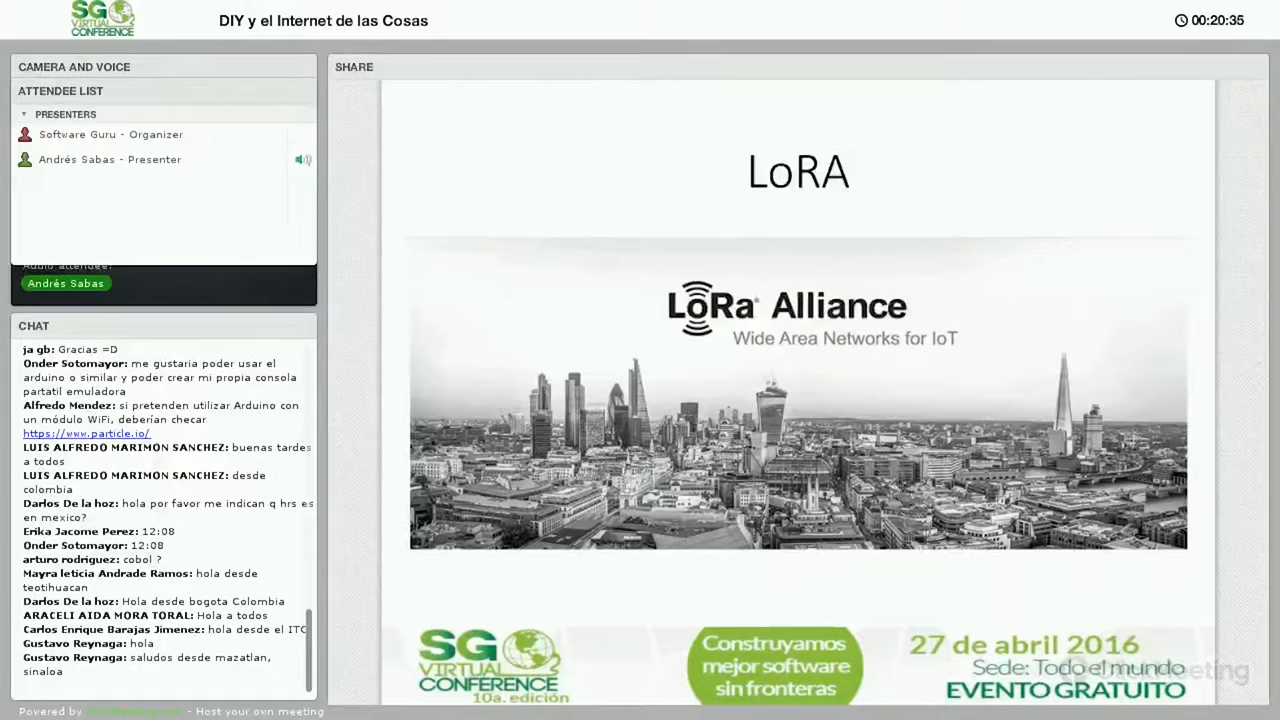 SG
VIRTUAL
CONFERENCE
DIY y el Internet de las Cosas
00:20:35
CAMERA AND VOICE
ATTENDEE LIST
PRESENTERS
Software Guru - Organizer
Andrés Sabas - Presenter
Audio attendee:
Andrés Sabas
CHAT
ja gb: Gracias =D
Onder Sotomayor: me gustaria poder usar el
arduino o similar y poder crear mi propia consola
partatil emuladora
Alfredo Mendez: si pretenden utilizar Arduino con
un módulo WiFi, deberían checar
https://www.particle.io/
LUIS ALFREDO MARIMON SANCHEZ: buenas tardes
a todos
LUIS ALFREDO MARIMON SANCHEZ: desde
colombia
Darlos De la hoz: hola por favor me indican q hrs es
en mexico?
Erika Jacome Perez: 12:08
Onder Sotomayor: 12:08
arturo rodriguez: cobol ?
Mayra leticia Andrade Ramos: hola desde
teotihuacan
Darlos De la hoz: Hola desde bogota Colombia
ARACELI AIDA MORA TORAL: Hola a todos
Carlos Enrique Barajas Jimenez: hola desde el ITC
Gustavo Reynaga: hola
Gustavo Reynaga: saludos desde mazatlan,
sinaloa
Powered by - Host your own meeting
SHARE
LoRA
LoRa Alliance
Wide Area Networks for IoT
SG
VIRTUAL
CONFERENCE
10a. edición
Construyamos
mejor software
sin fronteras
27 de abril 2016
Sede: Todo el mundo
EVENTO GRATUITO